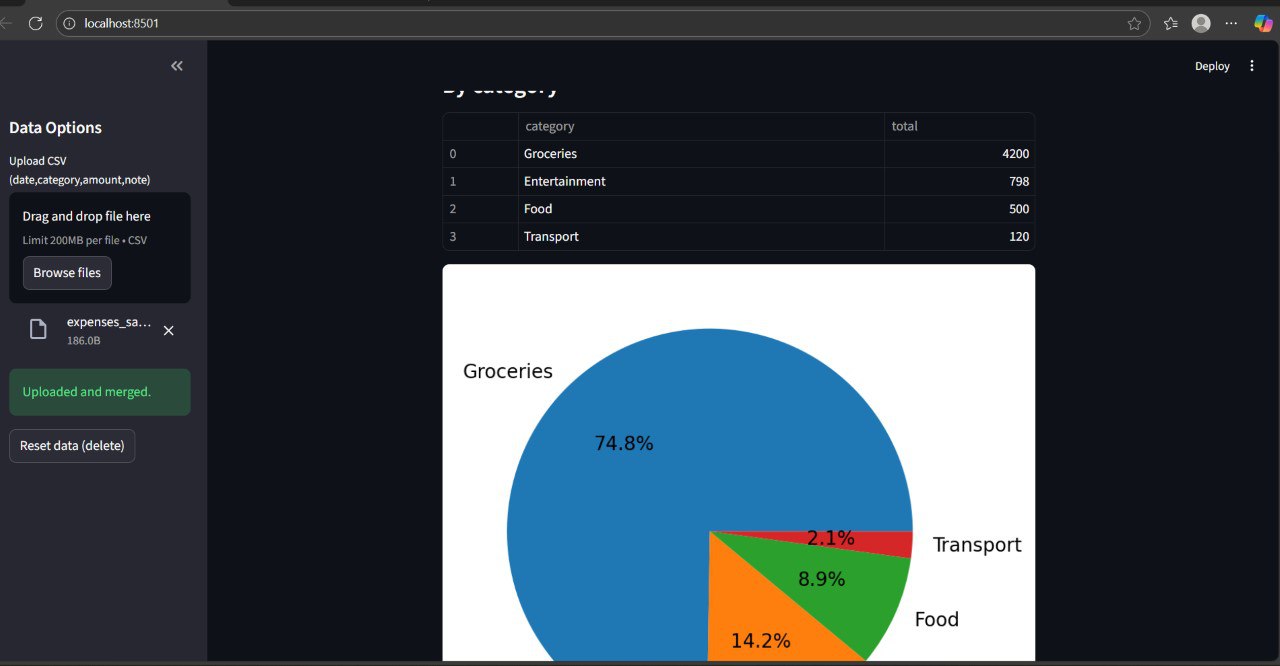 localhost:8501
Deploy
Data Options
Upload CSV
(date,category,amount,note)
Drag and drop file here
Limit 200MB per file • CSV
Browse files
expenses_sa...
186.0B
Uploaded and merged.
Reset data (delete)
By category
category total
0 Groceries 4200
1 Entertainment 798
2 Food 500
3 Transport 120
Groceries
74.8%
2.1%
Transport
8.9%
Food
14.2%